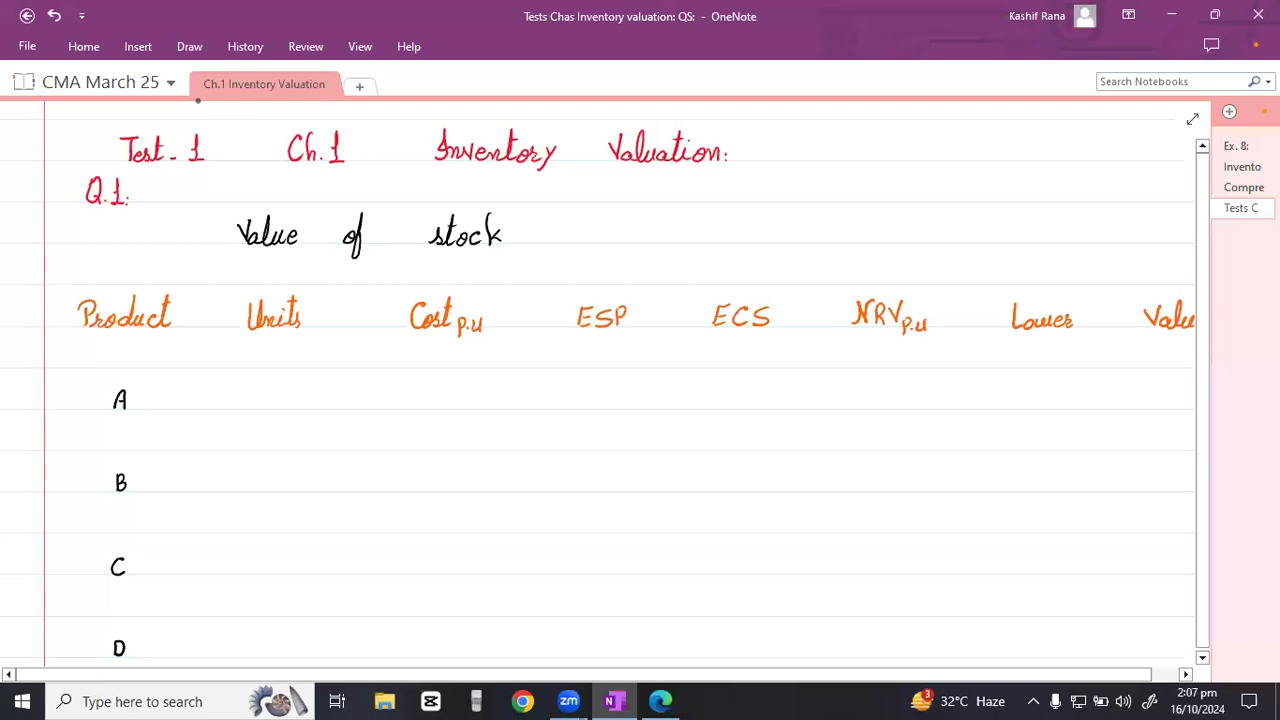 Tests Chas Inventory valuation: QS: - OneNote
Kashif Rana
File Home Insert Draw History Review View Help
CMA March 25
Ch.1 Inventory Valuation
Search Notebooks
Test-1 Ch.1 Inventory Valuation:
Q.1:
Value of stock
Product Units Cost p.u ESP ECS NRV p.u Lower Valu
A
B
C
D
Ex. 8:
Invento
Compre
Tests C
Type here to search
3
32°C Haze
2:07 pm
16/10/2024